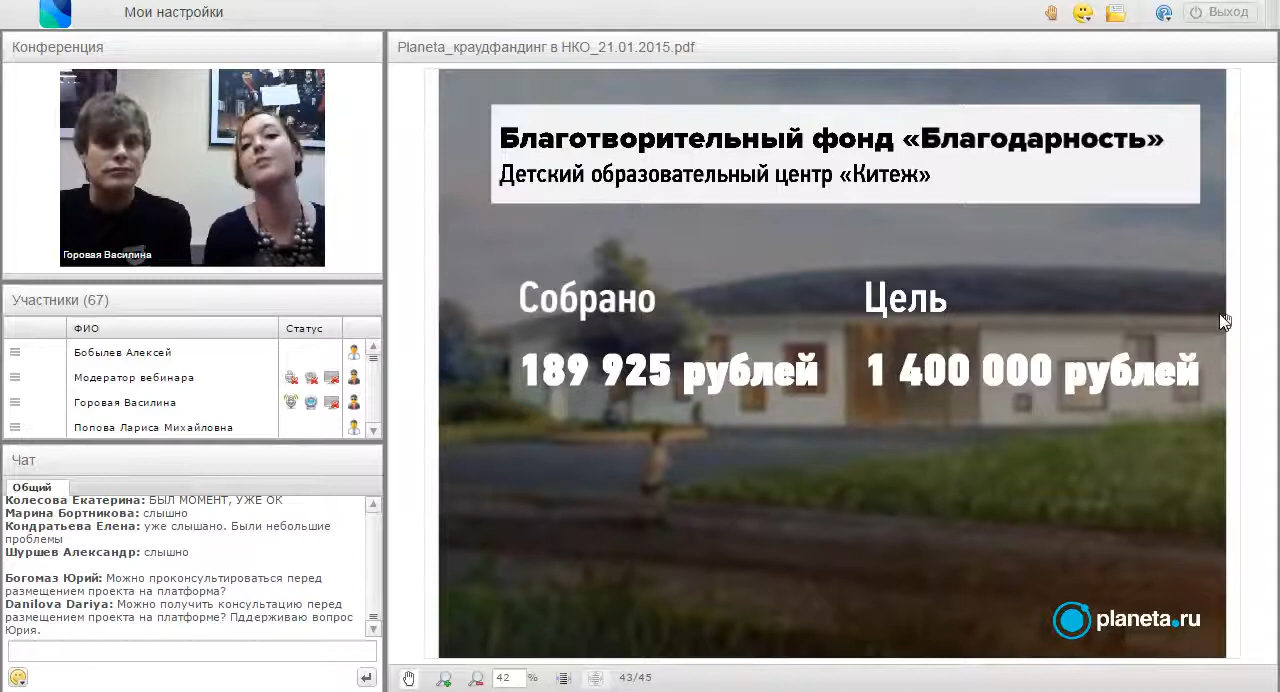 Мои настройки
Выход
Конференция
Горовая Василина
Участники (67)
ФИО
Статус
Бобылев Алексей
Модератор вебинара
Горовая Василина
Попова Лариса Михайловна
Чат
Общий
Колесова Екатерина: БЫЛ МОМЕНТ, УЖЕ ОК
Марина Бортникова: слышно
Кондратьева Елена: уже слышано. Были небольшие
проблемы
Шуршев Александр: слышно
Богомаз Юрий: Можно проконсультироваться перед
размещением проекта на платформа?
Danilova Dariya: Можно получить консультацию перед
размещением проекта на платформе? Пддерживаю вопрос
Юрия.
Planeta_краудфандинг в НКО_21.01.2015.pdf
Благотворительный фонд «Благодарность»
Детский образовательный центр «Китеж»
Собрано
Цель
189 925 рублей
1 400 000 рублей
planeta.ru
42 %
43/45